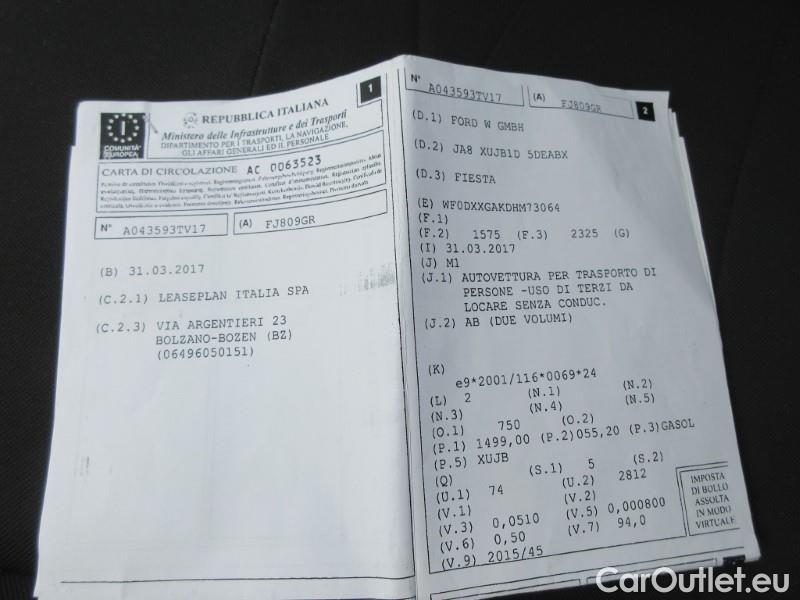 1
REPUBBLICA ITALIANA
Ministero delle Infrastrutture e dei Trasporti
DIPARTIMENTO PER I TRASPORTI, LA NAVIGAZIONE,
GLI AFFARI GENERALI ED IL PERSONALE
I
COMUNITA'
EUROPEA
CARTA DI CIRCOLAZIONE AC 0063523
N° A043593TV17 (A) FJ809GR
(B) 31.03.2017
(C.2.1) LEASEPLAN ITALIA SPA
(C.2.3) VIA ARGENTIERI 23
BOLZANO-BOZEN (BZ)
(06496050151)
N° A043593TV17 (A) FJ809GR 2
(D.1) FORD W GMBH
(D.2) JA8 XUJB1D 5DEABX
(D.3) FIESTA
(E) WF0DXXGAKDHM73064
(F.1)
(F.2) 1575 (F.3) 2325 (G)
(I) 31.03.2017
(J) M1
(J.1) AUTOVETTURA PER TRASPORTO DI
PERSONE -USO DI TERZI DA
LOCARE SENZA CONDUC.
(J.2) AB (DUE VOLUMI)
(K)
e9*2001/116*0069*24
(L) 2 (N.1) (N.2)
(N.3) (N.4) (N.5)
(O.1) 750 (O.2)
(P.1) 1499,00 (P.2)055,20 (P.3)GASOL
(P.5) XUJB
(Q) (S.1) 5 (S.2)
(U.1) 74 (U.2) 2812
(V.1) (V.2)
(V.3) 0,0510 (V.5) 0,000800
(V.6) 0,50 (V.7) 94,0
(V.9) 2015/45
IMPOSTA
DI BOLLO
ASSOLTA
IN MODO
VIRTUALE
CarOutlet.eu